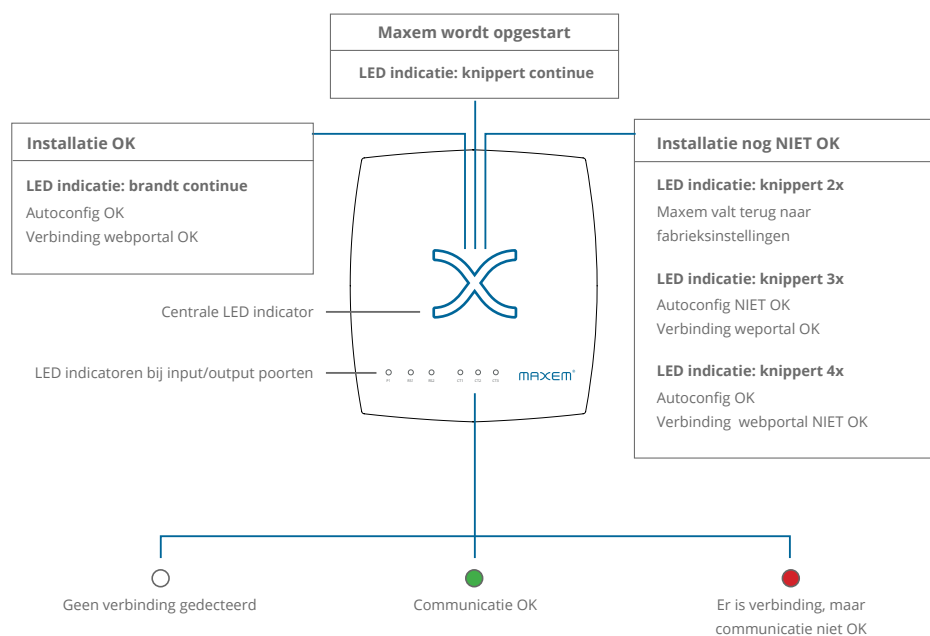 Maxem wordt opgestart
LED indicatie: knippert continue
Installatie OK
LED indicatie: brandt continue
Autoconfig OK
Verbinding webportal OK
Installatie nog NIET OK
LED indicatie: knippert 2x
Maxem valt terug naar
fabrieksinstellingen
LED indicatie: knippert 3x
Autoconfig NIET OK
Verbinding weportal OK
LED indicatie: knippert 4x
Autoconfig OK
Verbinding webportal NIET OK
Centrale LED indicator
LED indicatoren bij input/output poorten
MAXEM®
CT1 CT2 CT3
Geen verbinding gedecteerd
Communicatie OK
Er is verbinding, maar
communicatie niet OK